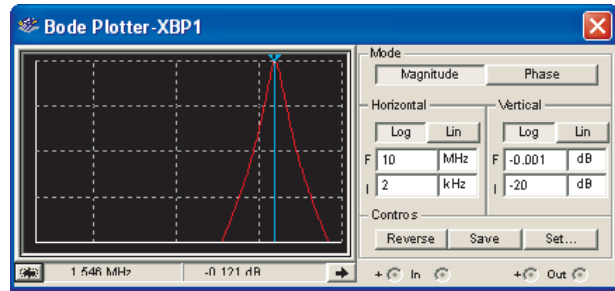 Bode Plotter-XBP1
Mode
Magnitude Phase
Horizontal Vertical
Log Lin Log Lin
F 10 MHz F -0.001 dB
I 2 kHz I -20 dB
Controls
Reverse Save Set...
1.546 MHz -0.121 dB + In - + Out -